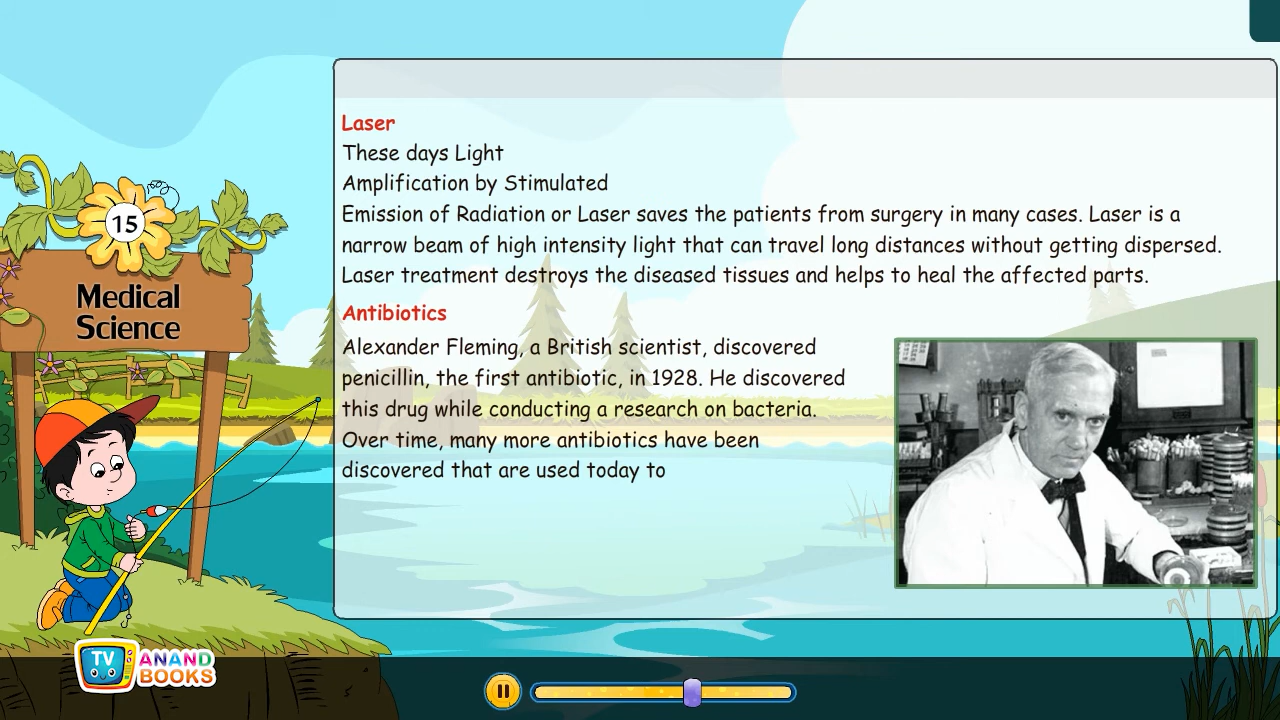 15
Medical
Science
Laser
These days Light
Amplification by Stimulated
Emission of Radiation or Laser saves the patients from surgery in many cases. Laser is a
narrow beam of high intensity light that can travel long distances without getting dispersed.
Laser treatment destroys the diseased tissues and helps to heal the affected parts.
Antibiotics
Alexander Fleming, a British scientist, discovered
penicillin, the first antibiotic, in 1928. He discovered
this drug while conducting a research on bacteria.
Over time, many more antibiotics have been
discovered that are used today to
TV
ANAND
BOOKS